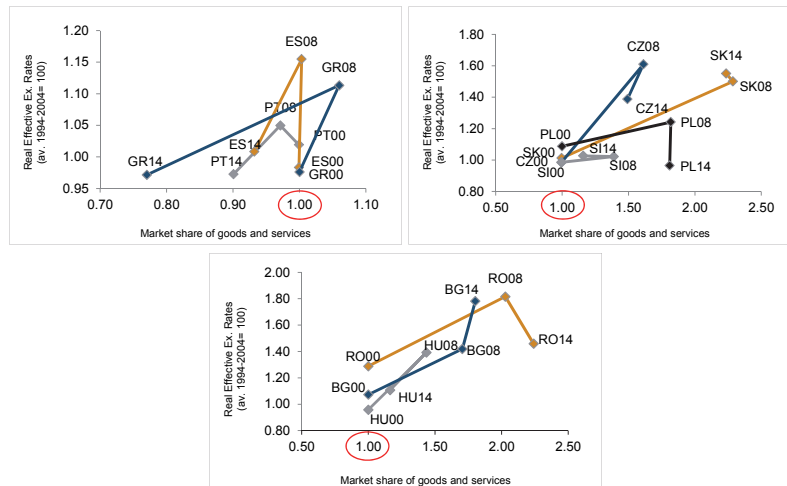 Real Effective Ex. Rates
(av. 1994-2004= 100)
1.20
1.15
1.10
1.05
1.00
0.95
ES08
GR08
PT08
PT00
ES14
GR14
PT14
ES00
GR00
0.70
0.80
0.90
1.00
1.10
Market share of goods and services
Real Effective Ex. Rates
(av. 1994-2004= 100)
1.80
1.60
1.40
1.20
1.00
0.80
CZ08
SK14
SK08
CZ14
PL08
PL00
SI14
SK00
CZ00
SI08
SI00
PL14
0.50
1.00
1.50
2.00
2.50
Market share of goods and services
Real Effective Ex. Rates
(av. 1994-2004= 100)
2.00
1.80
1.60
1.40
1.20
1.00
0.80
BG14
RO08
RO14
HU08
BG08
RO00
BG00
HU14
HU00
0.50
1.00
1.50
2.00
2.50
Market share of goods and services